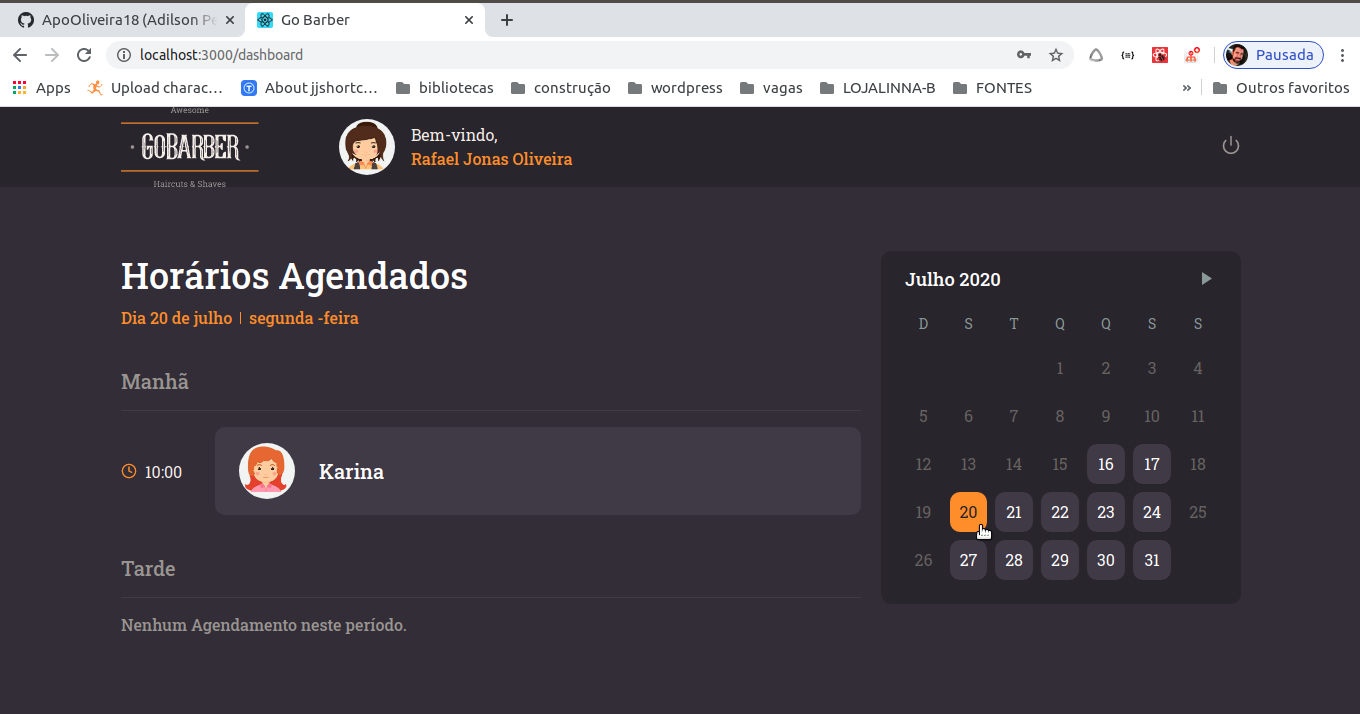 ApoOliveira18 (Adilson Pe
Go Barber
localhost:3000/dashboard
Pausada
Apps
Upload charac…
About jjshortc…
bibliotecas
construção
wordpress
vagas
LOJALINNA-B
FONTES
»
Outros favoritos
Awesome
GOBARBER
Haircuts & Shaves
Bem-vindo,
Rafael Jonas Oliveira
Horários Agendados
Dia 20 de julho | segunda -feira
Manhã
10:00 Karina
Tarde
Nenhum Agendamento neste período.
Julho 2020
D S T Q Q S S
1 2 3 4
5 6 7 8 9 10 11
12 13 14 15 16 17 18
19 20 21 22 23 24 25
26 27 28 29 30 31